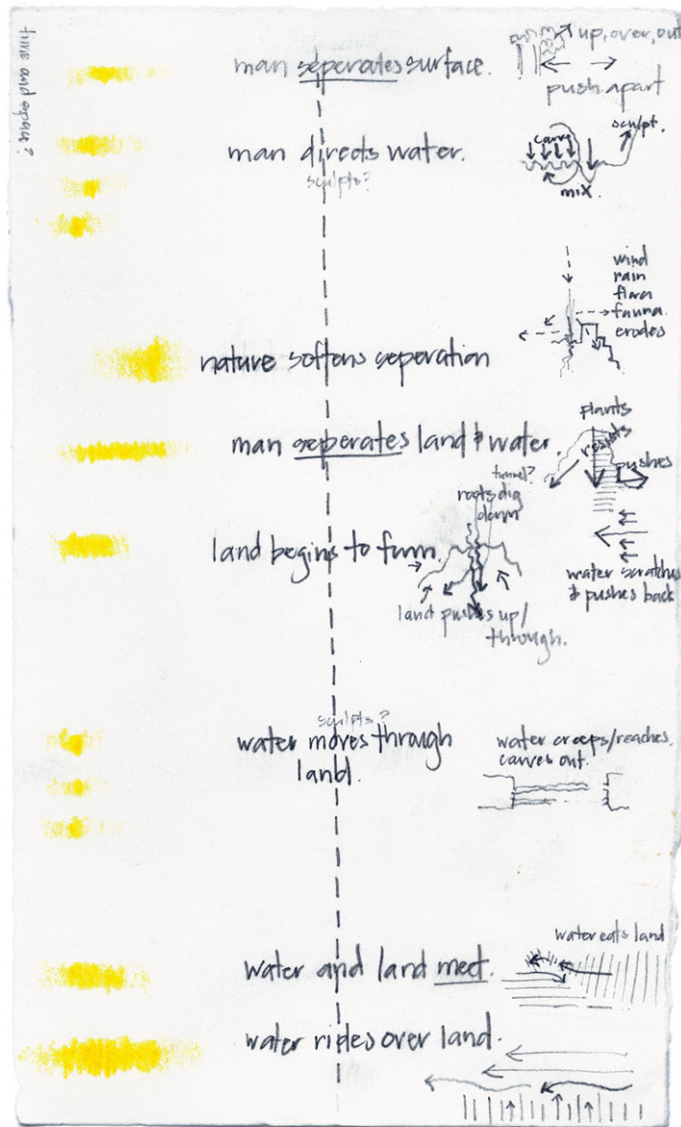 time and space?
man seperates surface.
up, over, out
push apart
man directs water.
sculpts?
carve
sculpt.
mix
wind
rain
flora
fauna
erodes
nature softens seperation
man seperates land & water.
plants
resists
pushes
water scratches
& pushes back
land begins to form.
tunnel?
roots dig
down
land pushes up/
through.
sculpts?
water moves through
land.
water creeps/reaches,
carves out.
water and land meet.
water eats land
water rides over land.